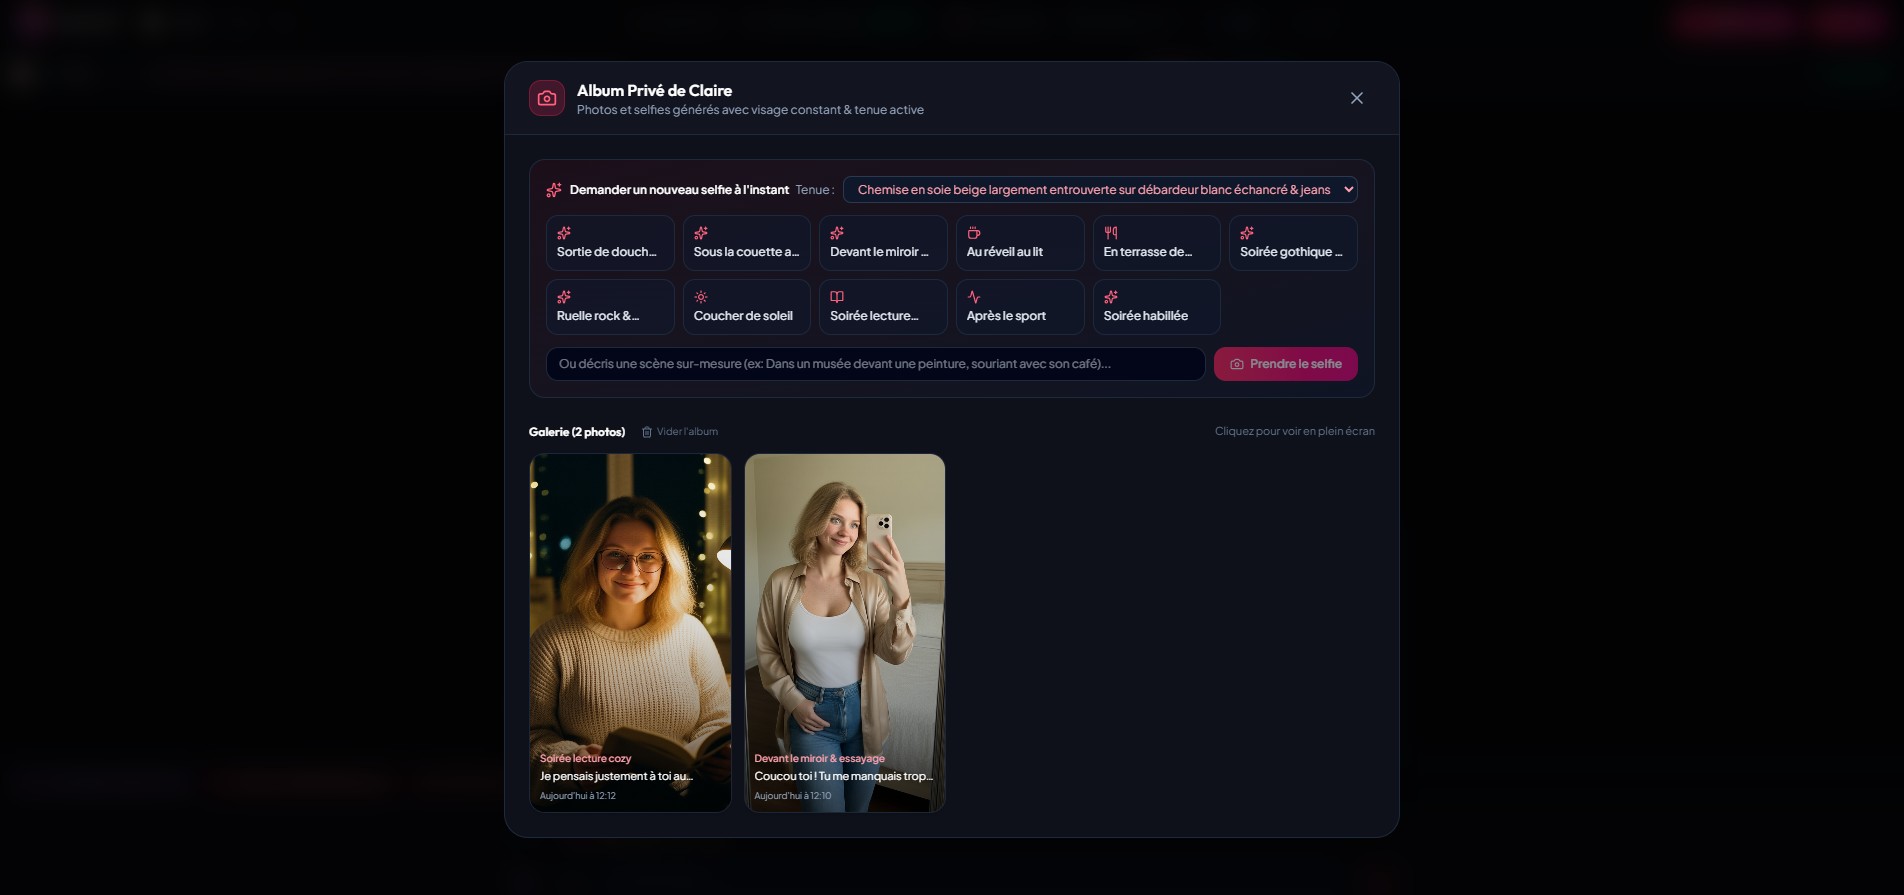 Album Privé de Claire
Photos et selfies générés avec visage constant & tenue active
Demander un nouveau selfie à l'instant Tenue : Chemise en soie beige largement entrouverte sur débardeur blanc échancré & jeans
Sortie de douch...
Sous la couette a...
Devant le miroir ...
Au réveil au lit
En terrasse de...
Soirée gothique ...
Ruelle rock &...
Coucher de soleil
Soirée lecture...
Après le sport
Soirée habillée
Ou décris une scène sur-mesure (ex: Dans un musée devant une peinture, souriant avec son café)...
Prendre le selfie
Galerie (2 photos) Vider l'album
Cliquez pour voir en plein écran
Soirée lecture cozy
Je pensais justement à toi au...
Aujourd'hui à 12:12
Devant le miroir & essayage
Coucou toi ! Tu me manquais trop...
Aujourd'hui à 12:10